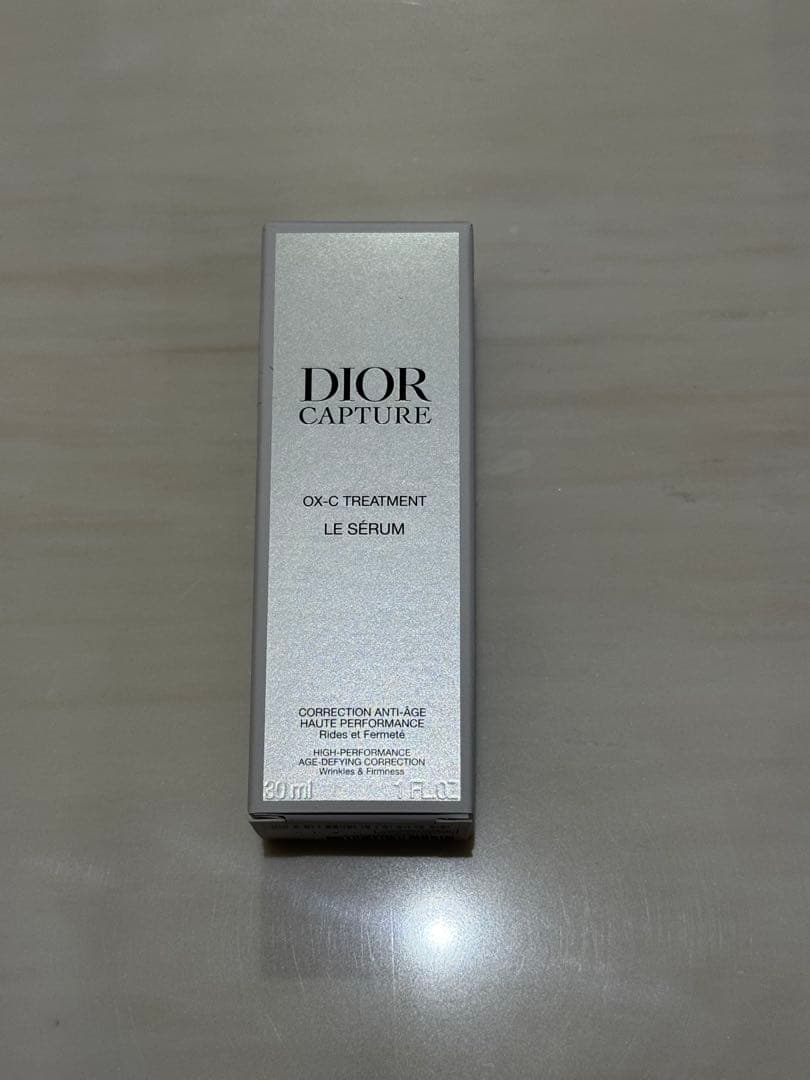 DIOR
CAPTURE
OX-C TREATMENT
LE SÉRUM
CORRECTION ANTI-ÂGE
HAUTE PERFORMANCE
Rides et Fermeté
HIGH-PERFORMANCE
AGE-DEFYING CORRECTION
Wrinkles & Firmness
30 ml 1 FL.OZ